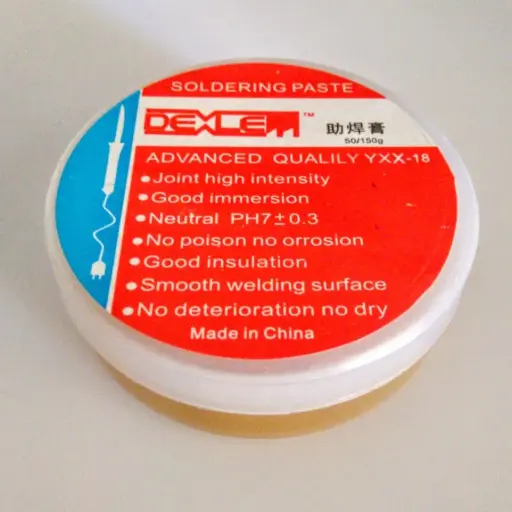 SOLDERING PASTE
DEXLEM™
助焊膏
50/150g
ADVANCED QUALILY YXX-18
•Joint high intensity
•Good immersion
•Neutral PH7±0.3
•No poison no orrosion
•Good insulation
•Smooth welding surface
•No deterioration no dry
Made in China